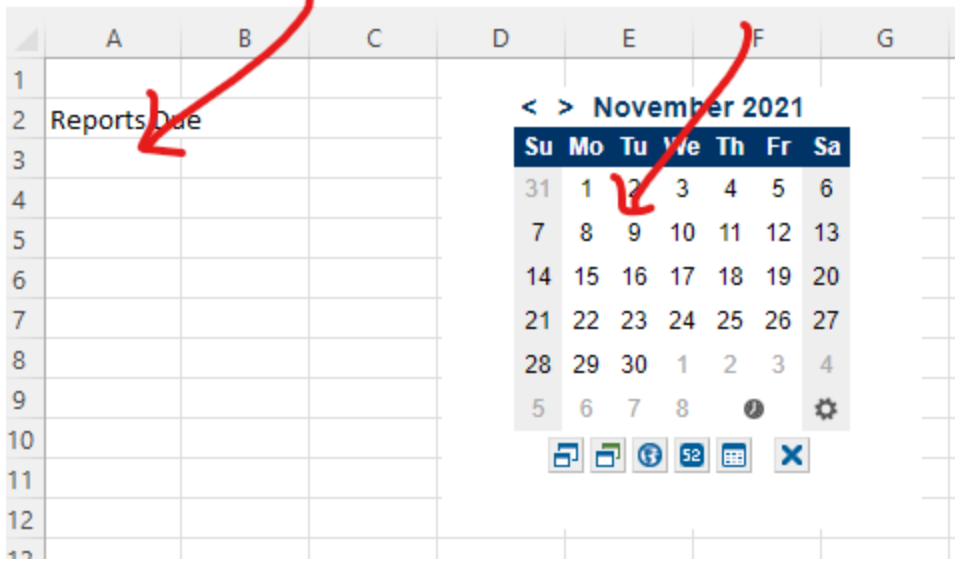 A B C D E F G
1
2 Reports Due
3
4
5
6
7
8
9
10
11
12
13
< > November 2021
Su Mo Tu We Th Fr Sa
31 1 2 3 4 5 6
7 8 9 10 11 12 13
14 15 16 17 18 19 20
21 22 23 24 25 26 27
28 29 30 1 2 3 4
5 6 7 8
52